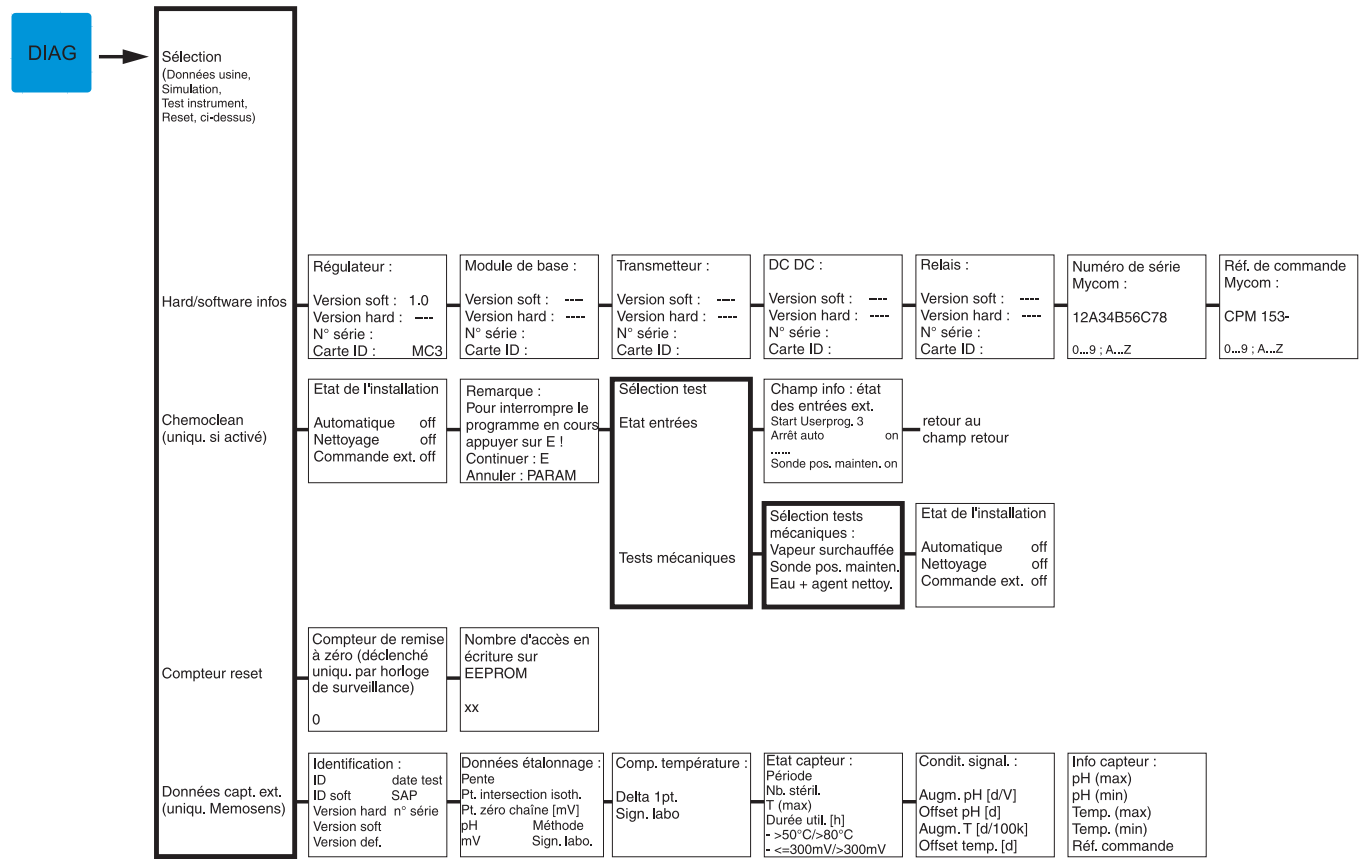 DIAG
Sélection
(Données usine,
Simulation,
Test instrument,
Reset, ci-dessus)
Hard/software infos
Régulateur :
Version soft : 1.0
Version hard : ----
N° série :
Carte ID : MC3
Module de base :
Version soft : ----
Version hard : ----
N° série :
Carte ID :
Transmetteur :
Version soft : ----
Version hard : ----
N° série :
Carte ID :
DC DC :
Version soft : ----
Version hard : ----
N° série :
Carte ID :
Relais :
Version soft : ----
Version hard : ----
N° série :
Carte ID :
Numéro de série
Mycom :
12A34B56C78
0...9 ; A...Z
Réf. de commande
Mycom :
CPM 153-
0...9 ; A...Z
Chemoclean
(uniqu. si activé)
Etat de l'installation
Automatique off
Nettoyage off
Commande ext. off
Remarque :
Pour interrompre le
programme en cours
appuyer sur E !
Continuer : E
Annuler : PARAM
Sélection test
Etat entrées
Tests mécaniques
Champ info : état
des entrées ext.
Start Userprog. 3
Arrêt auto on
......
Sonde pos. mainten. on
retour au
champ retour
Sélection tests
mécaniques :
Vapeur surchauffée
Sonde pos. mainten.
Eau + agent nettoy.
Etat de l'installation
Automatique off
Nettoyage off
Commande ext. off
Compteur reset
Compteur de remise
à zéro (déclenché
uniqu. par horloge
de surveillance)
0
Nombre d'accès en
écriture sur
EEPROM
xx
Données capt. ext.
(uniqu. Memosens)
Identification :
ID date test
ID soft SAP
Version hard n° série
Version soft
Version def.
Données étalonnage :
Pente
Pt. intersection isoth.
Pt. zéro chaîne [mV]
pH Méthode
mV Sign. labo.
Comp. température :
Delta 1pt.
Sign. labo
Etat capteur :
Période
Nb. stéril.
T (max)
Durée util. [h]
- >50°C/>80°C
- <=300mV/>300mV
Condit. signal. :
Augm. pH [d/V]
Offset pH [d]
Augm. T [d/100k]
Offset temp. [d]
Info capteur :
pH (max)
pH (min)
Temp. (max)
Temp. (min)
Réf. commande